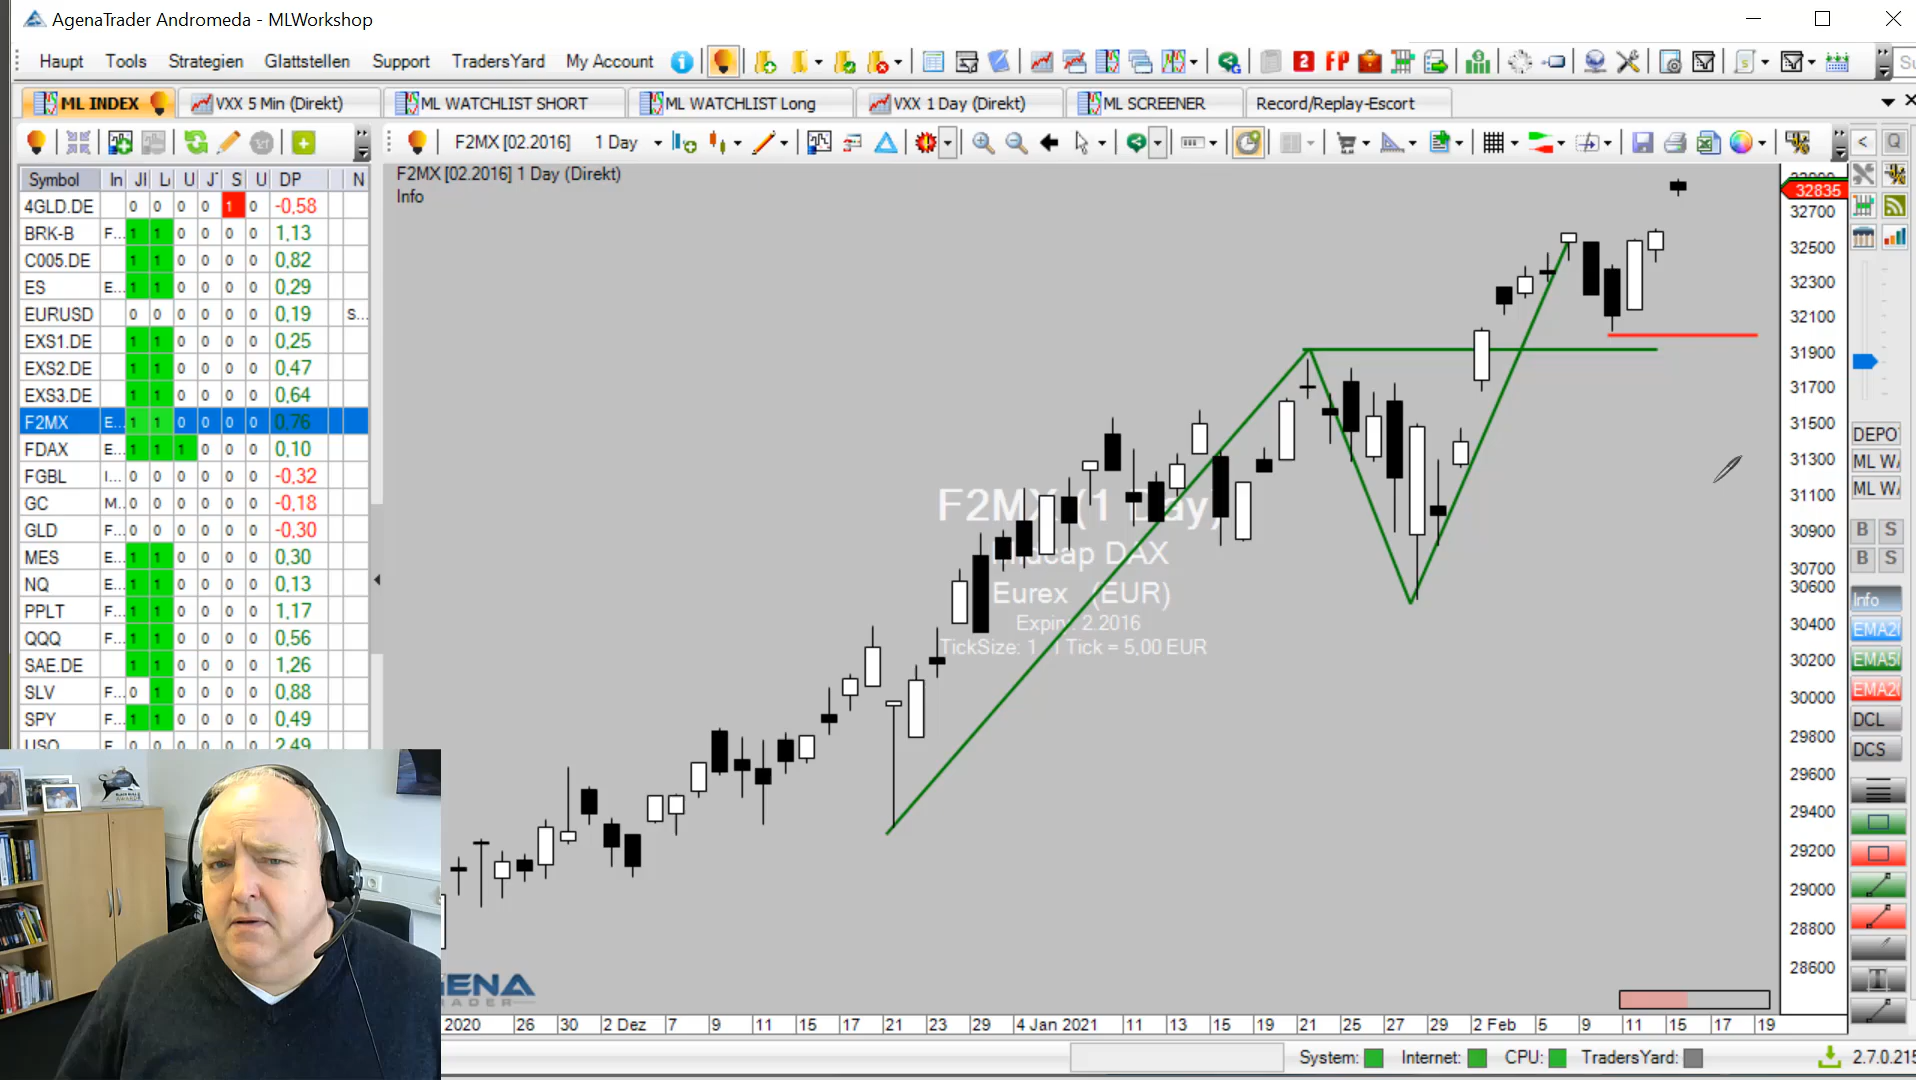 AgenaTrader Andromeda - MLWorkshop
Haupt Tools Strategien Glattstellen Support TradersYard My Account 2 FP
ML INDEX VXX 5 Min (Direkt) ML WATCHLIST SHORT ML WATCHLIST Long VXX 1 Day (Direkt) ML SCREENER Record/Replay-Escort
F2MX [02.2016] 1 Day
F2MX [02.2016] 1 Day (Direkt)
Info
Symbol In S U DP N
4GLD.DE 0 0 0 0 1 0 -0,58
BRK-B F... 1 1 0 0 0 0 1,13
C005.DE 1 1 0 0 0 0 0,82
ES E... 1 1 0 0 0 0 0,29
EURUSD 0 0 0 0 0 0 0,19 S...
EXS1.DE 1 1 0 0 0 0 0,25
EXS2.DE 1 1 0 0 0 0 0,47
EXS3.DE 1 1 0 0 0 0 0,64
F2MX E... 1 1 0 0 0 0 0,76
FDAX E... 1 1 1 0 0 0 0,10
FGBL I... 0 0 0 0 0 0 -0,32
GC M... 0 0 0 0 0 0 -0,18
GLD F... 0 0 0 0 0 0 -0,30
MES E... 1 1 0 0 0 0 0,30
NQ E... 1 1 0 0 0 0 0,13
PPLT F... 1 1 0 0 0 0 1,17
QQQ F... 1 1 0 0 0 0 0,56
SAE.DE 1 1 0 0 0 0 1,26
SLV F... 0 1 0 0 0 0 0,88
SPY F... 1 1 0 0 0 0 0,49
F2MX (1 Day)
DAX
Eurex (EUR)
2.2016
TickSize: 1 1 Tick = 5,00 EUR
32835
32700
32500
32300
32100
31900
31700
31500
31300
31100
30900
30700
30600
30400
30200
30000
29800
29600
29400
29200
29000
28800
28600
DEPO
ML W
ML W
B S
B S
Info
DCL
DCS
2020 26 30 2 Dez 7 9 11 15 17 21 23 29 4 Jan 2021 11 13 15 19 21 25 27 29 2 Feb 5 9 11 15 17 19
System: Internet: CPU: TradersYard: 2.7.0.215